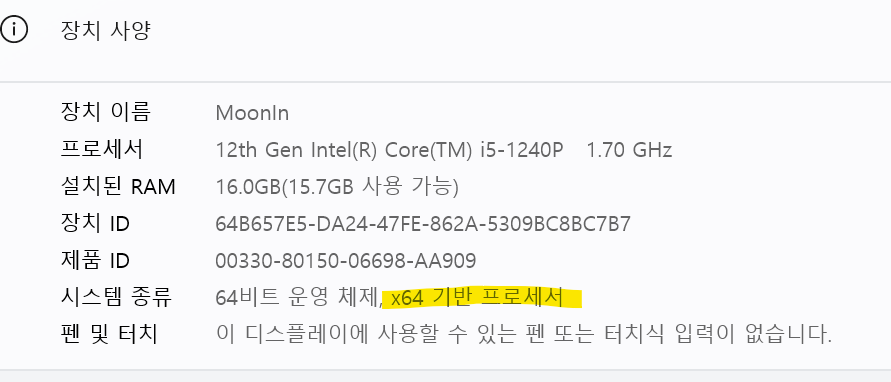 장치 사양
장치 이름 MoonIn
프로세서 12th Gen Intel(R) Core(TM) i5-1240P 1.70 GHz
설치된 RAM 16.0GB(15.7GB 사용 가능)
장치 ID 64B657E5-DA24-47FE-862A-5309BC8BC7B7
제품 ID 00330-80150-06698-AA909
시스템 종류 64비트 운영 체제, x64 기반 프로세서
펜 및 터치 이 디스플레이에 사용할 수 있는 펜 또는 터치식 입력이 없습니다.